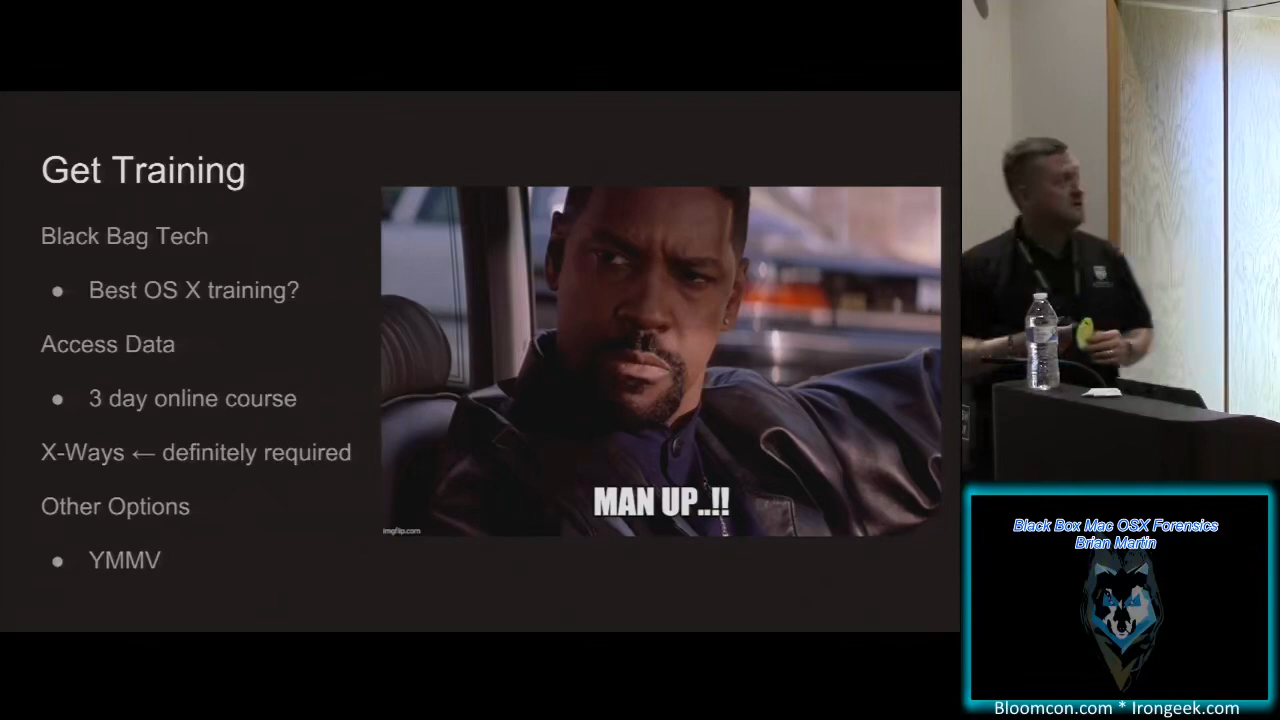 Get Training
Black Bag Tech
● Best OS X training?
Access Data
● 3 day online course
X-Ways ← definitely required
Other Options
● YMMV
MAN UP..!!
imgflip.com
Black Box Mac OSX Forensics
Brian Martin
Bloomcon.com * Irongeek.com